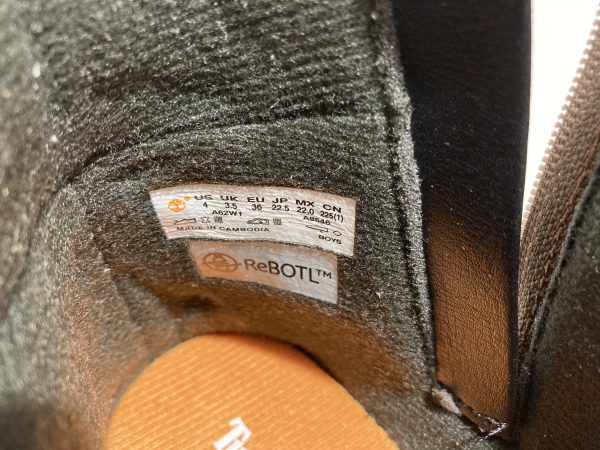 US UK EU JP MX CN
4 3.5 36 22.5 22.0 225(1)
A62W1 A8646
MADE IN CAMBODIA BOYS
ReBOTL™